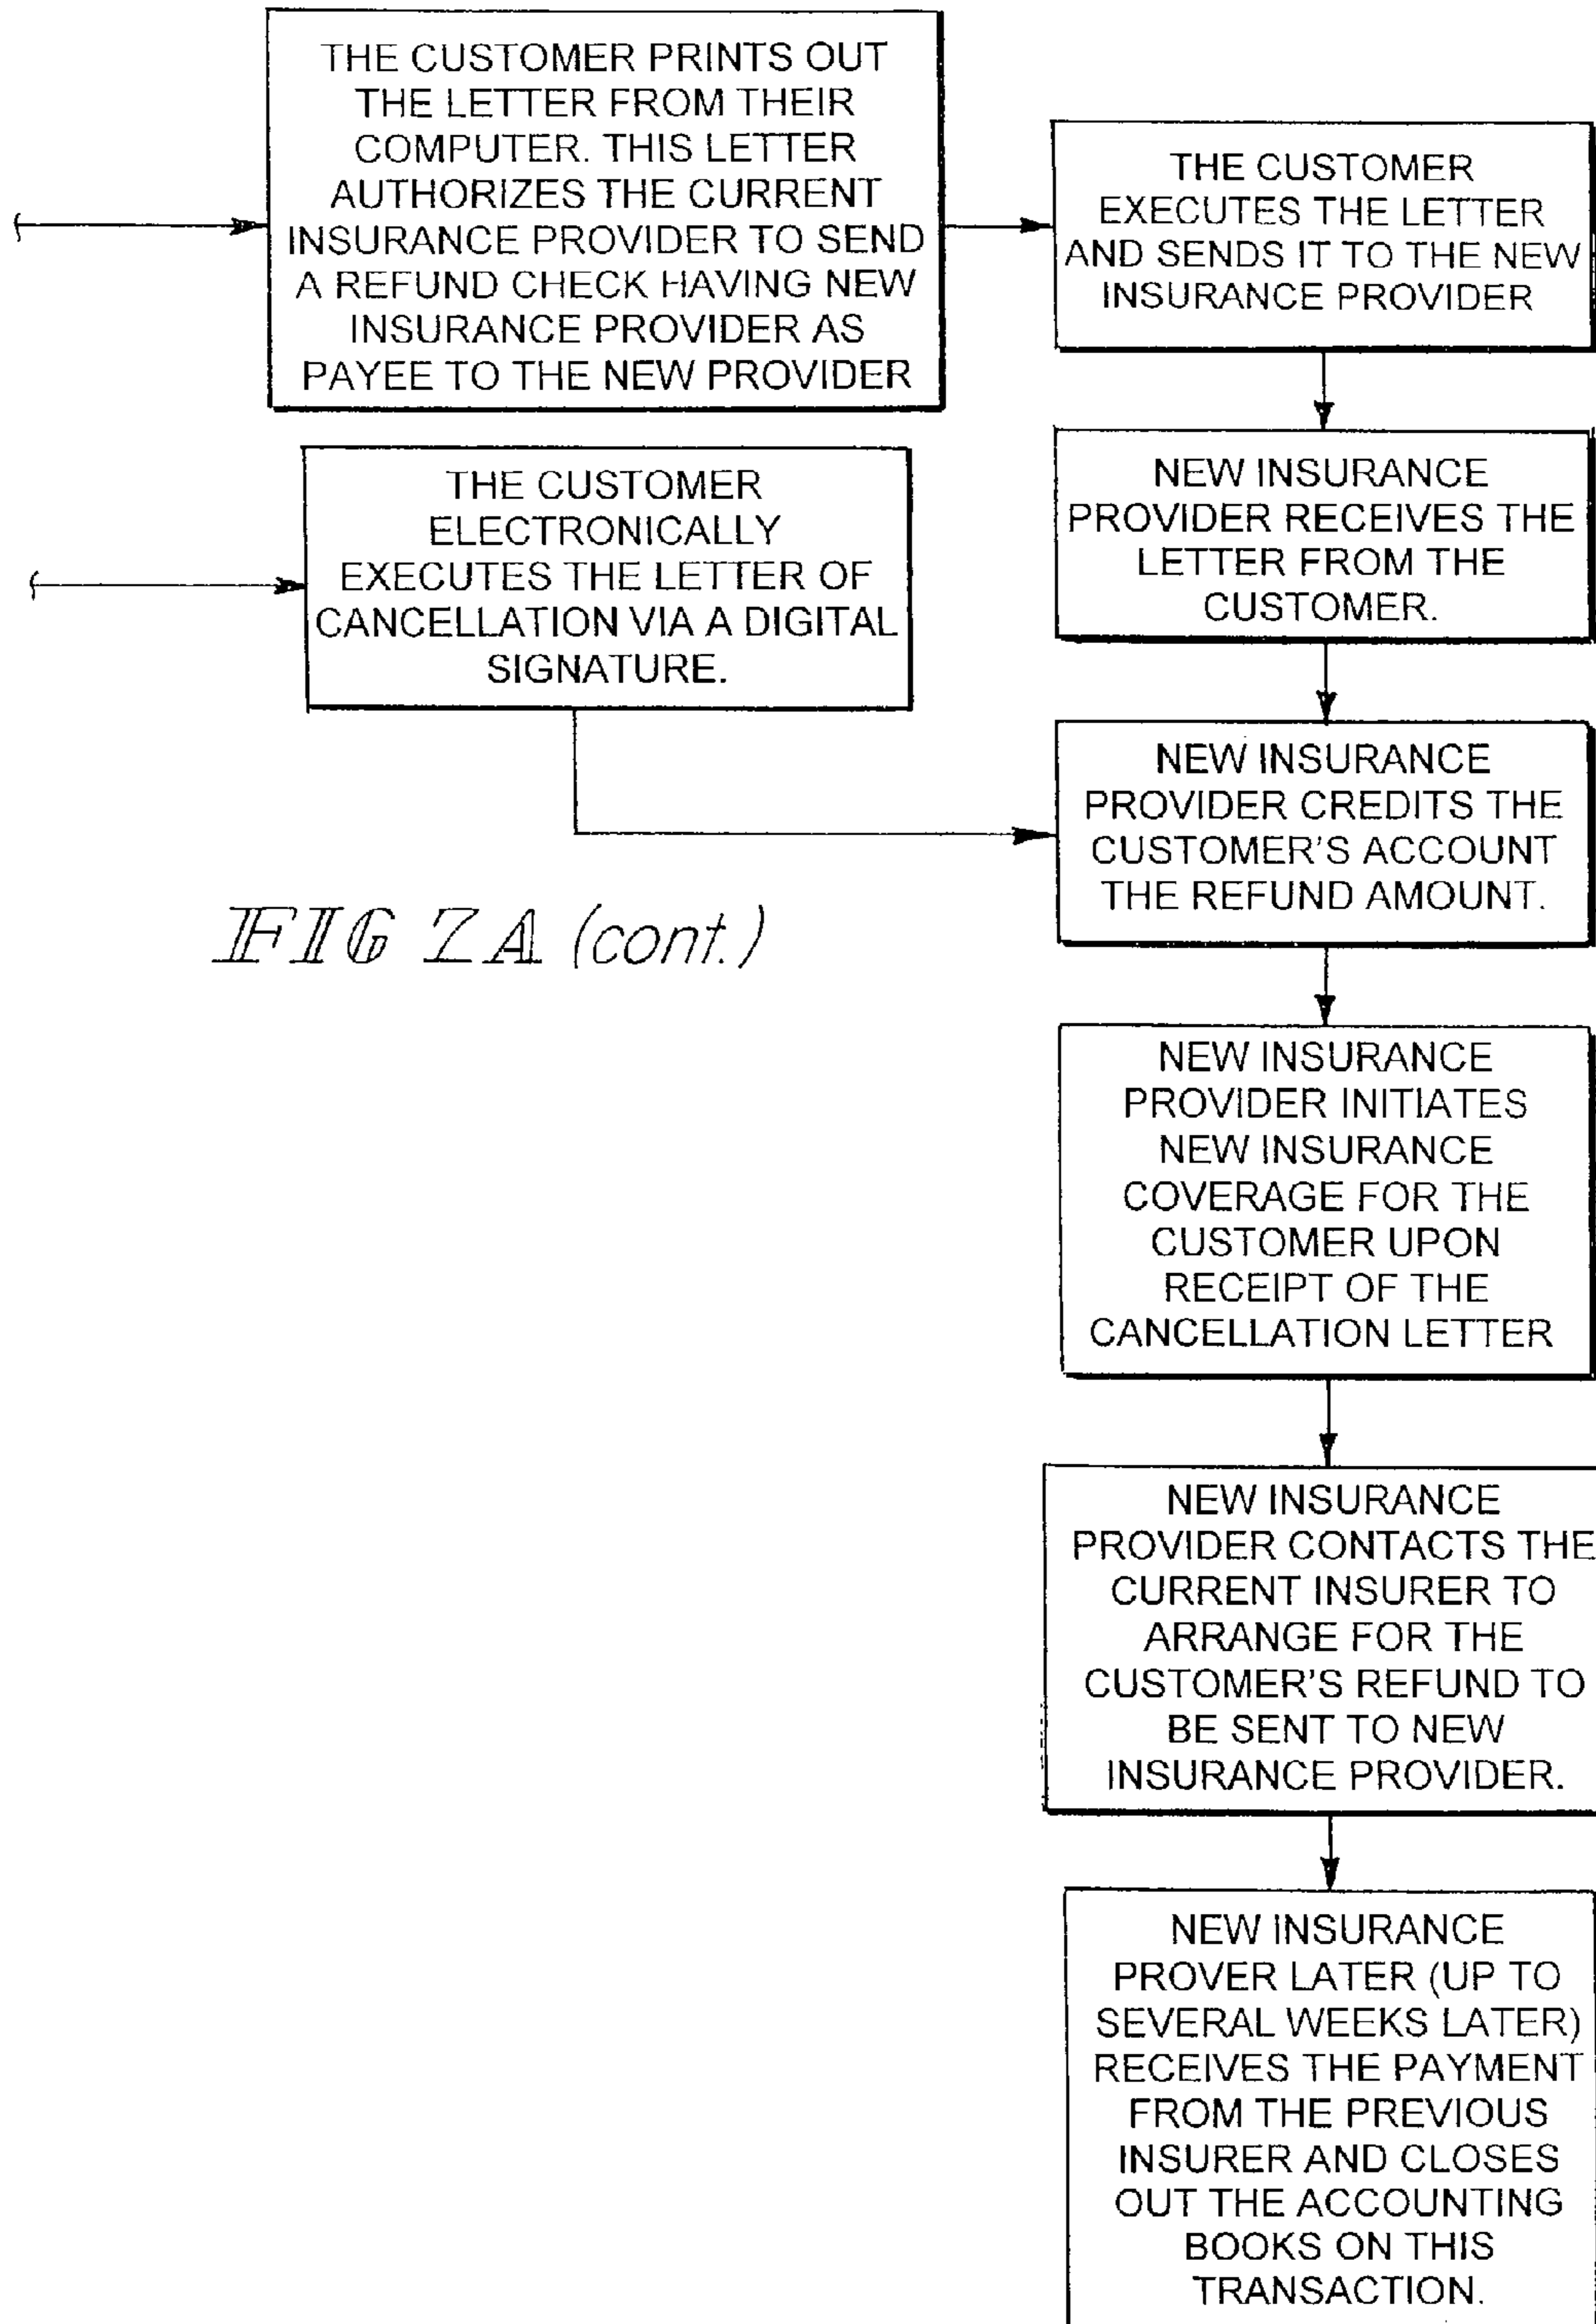 THE CUSTOMER PRINTS OUT
THE LETTER FROM THEIR
COMPUTER. THIS LETTER
AUTHORIZES THE CURRENT
INSURANCE PROVIDER TO SEND
A REFUND CHECK HAVING NEW
INSURANCE PROVIDER AS
PAYEE TO THE NEW PROVIDER
THE CUSTOMER
EXECUTES THE LETTER
AND SENDS IT TO THE NEW
INSURANCE PROVIDER
NEW INSURANCE
PROVIDER RECEIVES THE
LETTER FROM THE
CUSTOMER.
THE CUSTOMER
ELECTRONICALLY
EXECUTES THE LETTER OF
CANCELLATION VIA A DIGITAL
SIGNATURE.
NEW INSURANCE
PROVIDER CREDITS THE
CUSTOMER'S ACCOUNT
THE REFUND AMOUNT.
FIG 7A (cont.)
NEW INSURANCE
PROVIDER INITIATES
NEW INSURANCE
COVERAGE FOR THE
CUSTOMER UPON
RECEIPT OF THE
CANCELLATION LETTER
NEW INSURANCE
PROVIDER CONTACTS THE
CURRENT INSURER TO
ARRANGE FOR THE
CUSTOMER'S REFUND TO
BE SENT TO NEW
INSURANCE PROVIDER.
NEW INSURANCE
PROVER LATER (UP TO
SEVERAL WEEKS LATER)
RECEIVES THE PAYMENT
FROM THE PREVIOUS
INSURER AND CLOSES
OUT THE ACCOUNTING
BOOKS ON THIS
TRANSACTION.